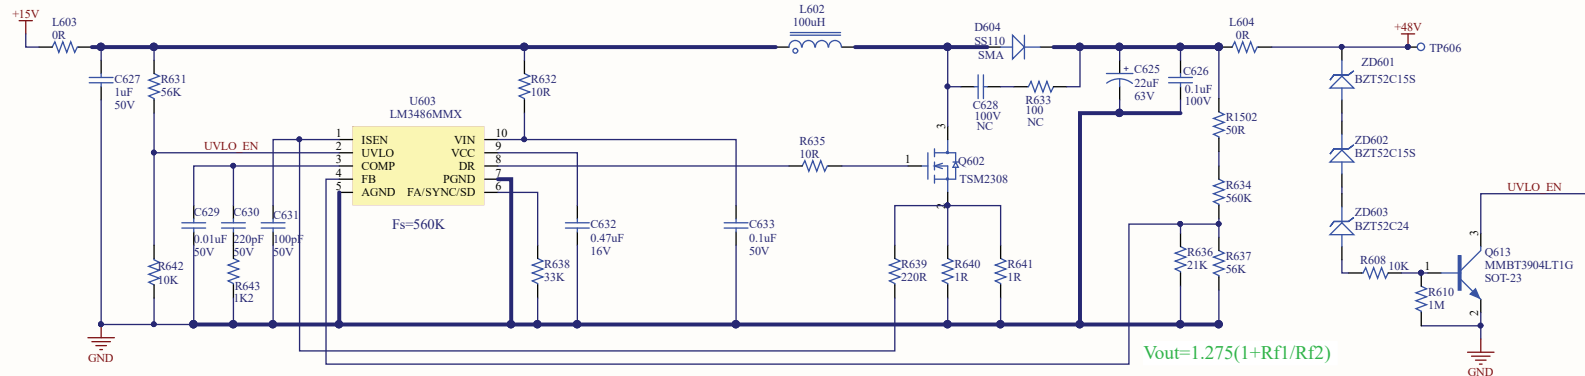 +15V
L603
0R
C627
1uF
50V
R631
56K
UVLO_EN
R642
10K
C629
0.01uF
50V
C630
220pF
50V
R643
1K2
C631
100pF
50V
GND
U603
LM3486MMX
1
2
3
4
5
ISEN
UVLO
COMP
FB
AGND
VIN
VCC
DR
PGND
FA/SYNC/SD
10
9
8
7
6
Fs=560K
R632
10R
R638
33K
C632
0.47uF
16V
C633
0.1uF
50V
L602
100uH
R635
10R
D604
SS110
SMA
C628
100V
NC
R633
100
NC
3
1
2
Q602
TSM2308
R639
220R
R640
1R
R641
1R
+
C625
22uF
63V
C626
0.1uF
100V
L604
0R
R1502
50R
R634
560K
R636
21K
R637
56K
Vout=1.275(1+Rf1/Rf2)
+48V
TP606
ZD601
BZT52C15S
ZD602
BZT52C15S
ZD603
BZT52C24
R608
10K
R610
1M
UVLO_EN
3
1
2
Q613
MMBT3904LT1G
SOT-23
GND